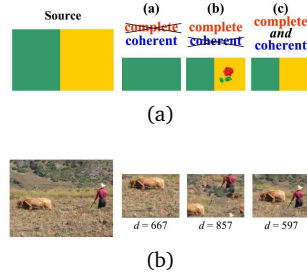 Source
(a)
complete
coherent
(b)
complete
coherent
(c)
complete
and
coherent
(a)
d = 667
d = 857
d = 597
(b)